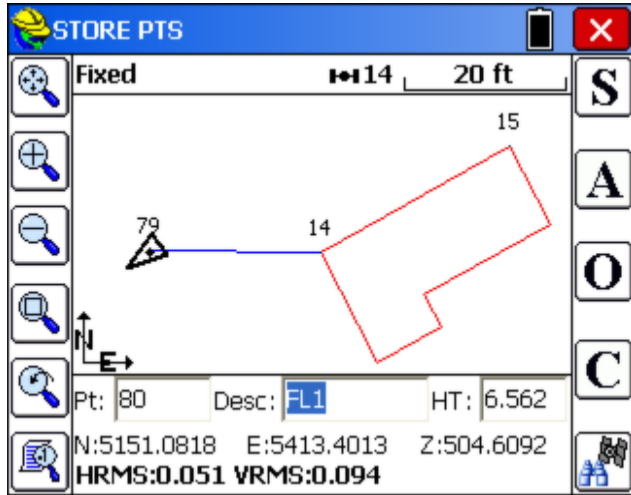 STORE PTS
Fixed 14 20 ft
S
15
A
79 14
O
N
E
C
Pt: 80 Desc: FL1 HT: 6.562
N:5151.0818 E:5413.4013 Z:504.6092
HRMS:0.051 VRMS:0.094